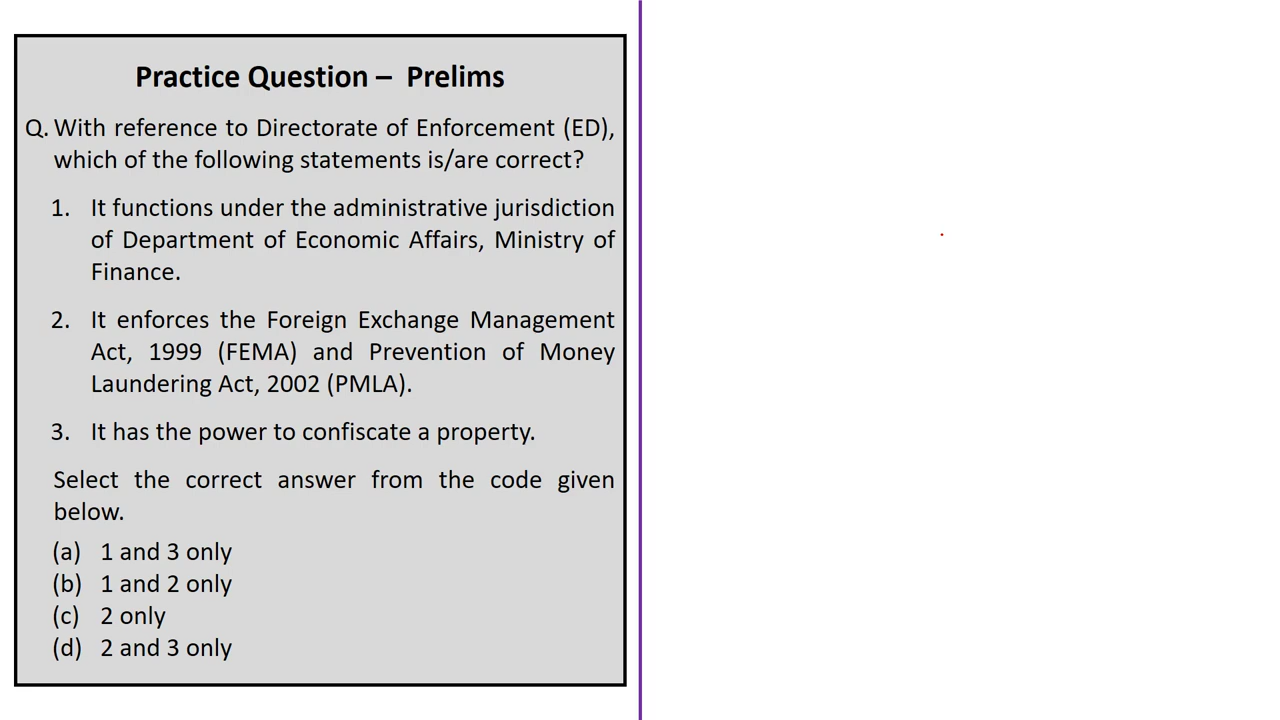 Practice Question – Prelims
Q. With reference to Directorate of Enforcement (ED),
which of the following statements is/are correct?
1. It functions under the administrative jurisdiction
of Department of Economic Affairs, Ministry of
Finance.
2. It enforces the Foreign Exchange Management
Act, 1999 (FEMA) and Prevention of Money
Laundering Act, 2002 (PMLA).
3. It has the power to confiscate a property.
Select the correct answer from the code given
below.
(a) 1 and 3 only
(b) 1 and 2 only
(c) 2 only
(d) 2 and 3 only